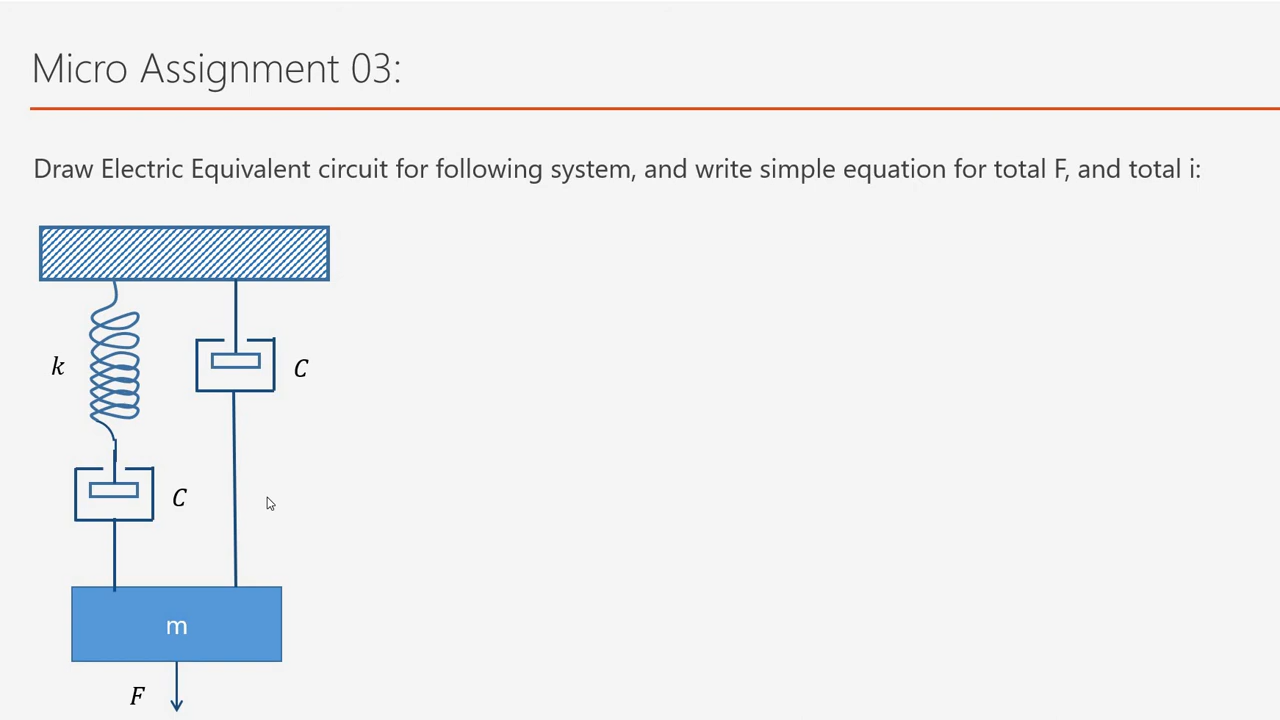 Micro Assignment 03:
Draw Electric Equivalent circuit for following system, and write simple equation for total F, and total i:
k
C
C
m
F